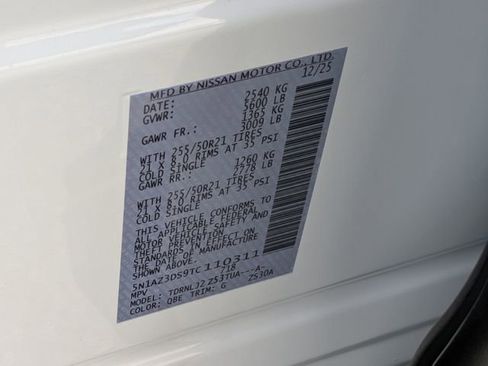 MFD BY NISSAN MOTOR CO., LTD.
DATE: 12/25
GVWR: 2540 KG
5600 LB
GAWR FR.: 1365 KG
3009 LB
WITH 255/50R21 TIRES
21 X 8.0 RIMS AT 35 PSI
COLD SINGLE
GAWR RR.: 1260 KG
2778 LB
WITH 255/50R21 TIRES
21 X 8.0 RIMS AT 35 PSI
COLD SINGLE
THIS VEHICLE CONFORMS TO
ALL APPLICABLE FEDERAL
MOTOR VEHICLE SAFETY AND
THEFT PREVENTION
STANDARDS IN EFFECT ON
THE DATE OF MANUFACTURE
SHOWN ABOVE.
5N1AZ3DS9TC110311
MPV 718
MODEL: TDRNLJ2ZS3TUA---A-
COLOR: QBE TRIM: G ZS30A